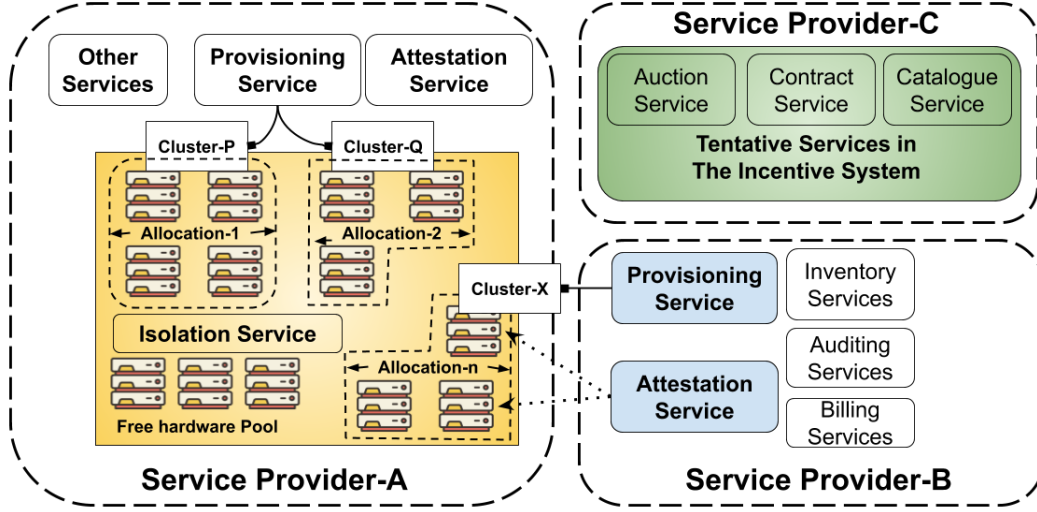 Other
Services
Provisioning
Service
Attestation
Service
Cluster-P
Cluster-Q
Allocation-1
Allocation-2
Cluster-X
Isolation Service
Allocation-n
Free hardware Pool
Service Provider-A
Service Provider-C
Auction
Service
Contract
Service
Catalogue
Service
Tentative Services in
The Incentive System
Provisioning
Service
Inventory
Services
Attestation
Service
Auditing
Services
Billing
Services
Service Provider-B